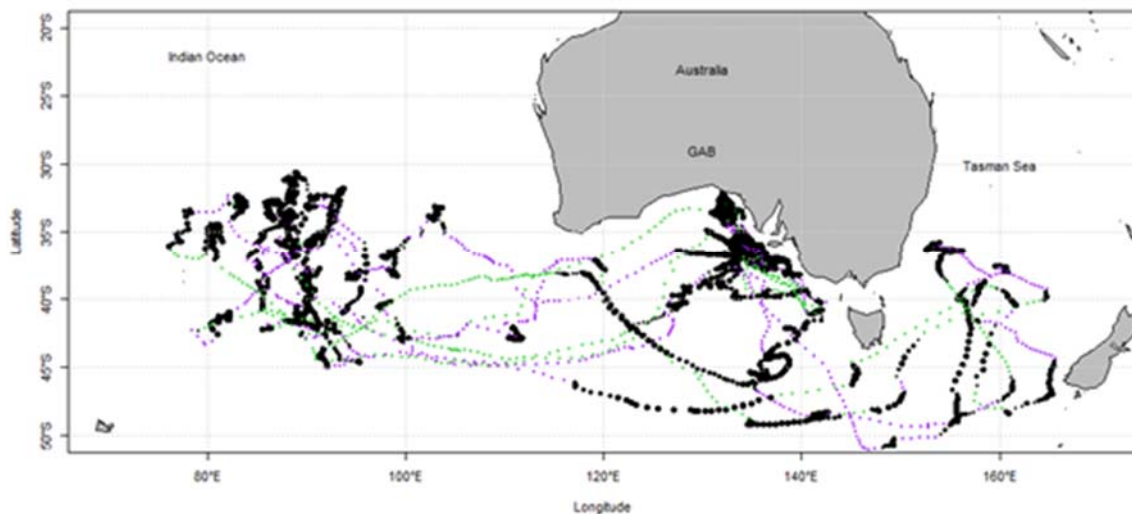 20°S
Indian Ocean
Australia
25°S
GAB
30°S
Tasman Sea
35°S
Latitude
40°S
45°S
50°S
80°E 100°E 120°E 140°E 160°E
Longitude